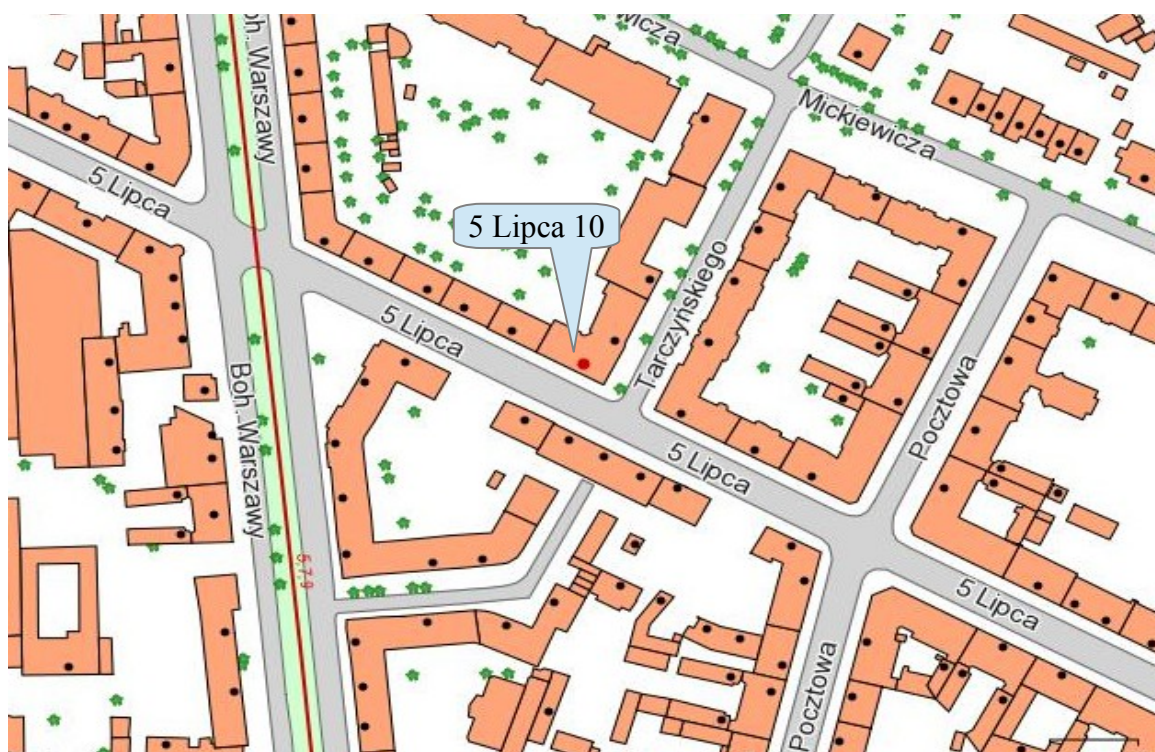 wicza
Boh. Warszawy
Mickiewicza
5 Lipca
5 Lipca 10
Tarczyńskiego
5 Lipca
Pocztowa
Boh. Warszawy
5 Lipca
5,7,9
5 Lipca
Pocztowa